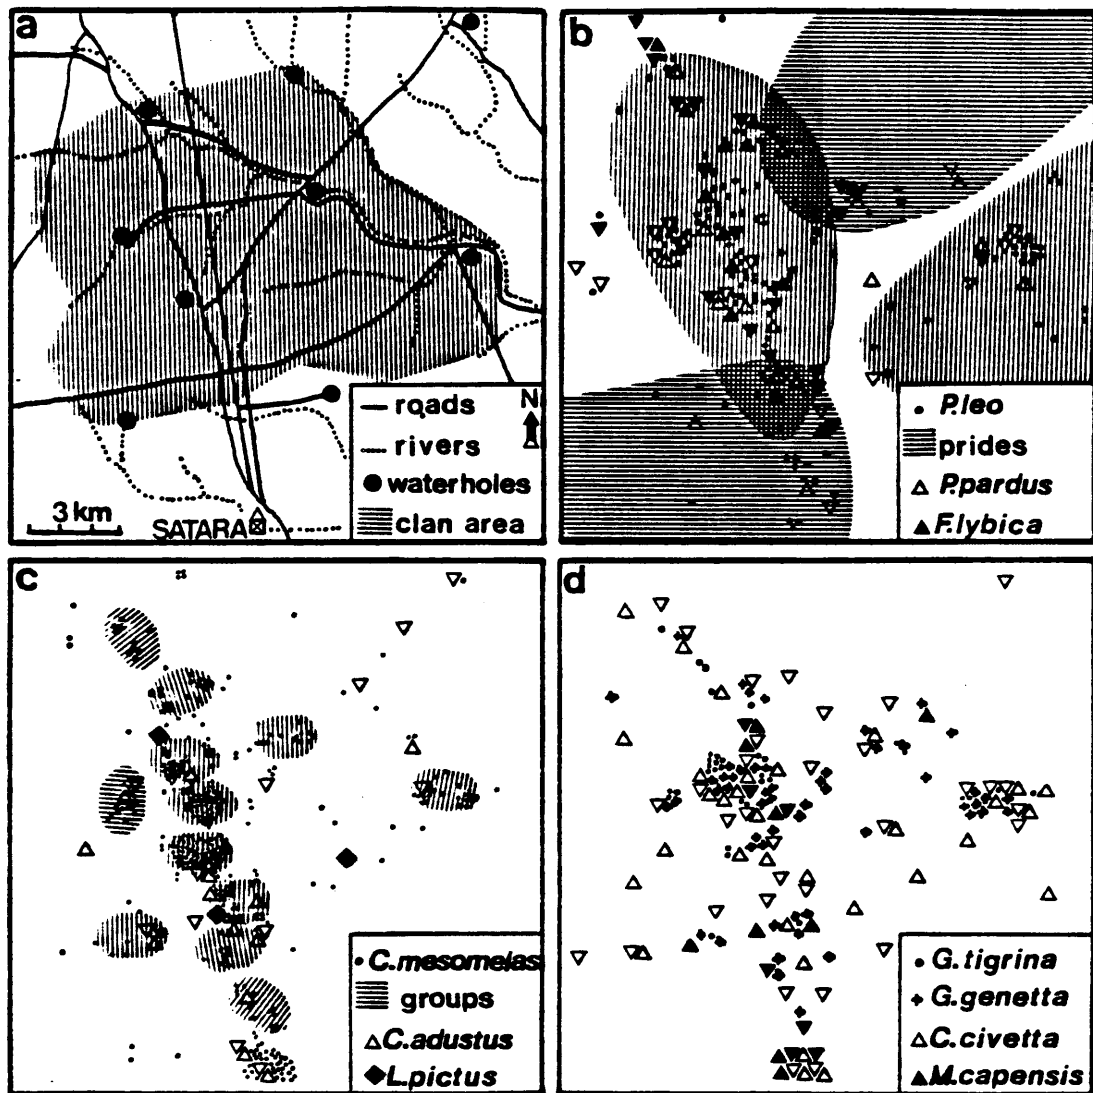 a
roads
rivers
waterholes
clan area
N
3 km
SATARA
b
P.leo
prides
P.pardus
F.lybica
c
C.mesomelas
groups
C.adustus
L.pictus
d
G.tigrina
G.genetta
C.civetta
M.capensis